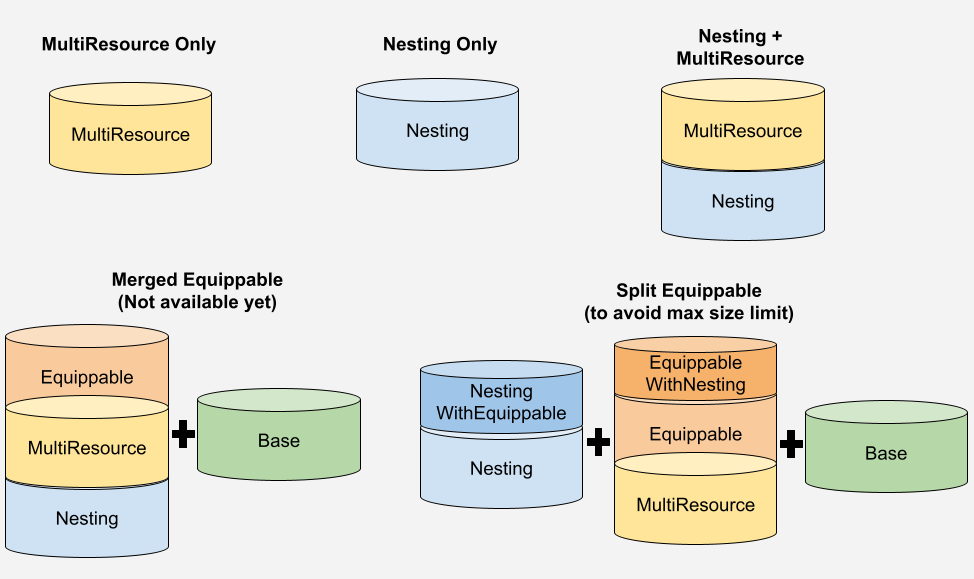 MultiResource Only
MultiResource
Nesting Only
Nesting
Nesting +
MultiResource
MultiResource
Nesting
Merged Equippable
(Not available yet)
Equippable
MultiResource
Nesting
Base
Split Equippable
(to avoid max size limit)
Nesting
WithEquippable
Nesting
Equippable
WithNesting
Equippable
MultiResource
Base